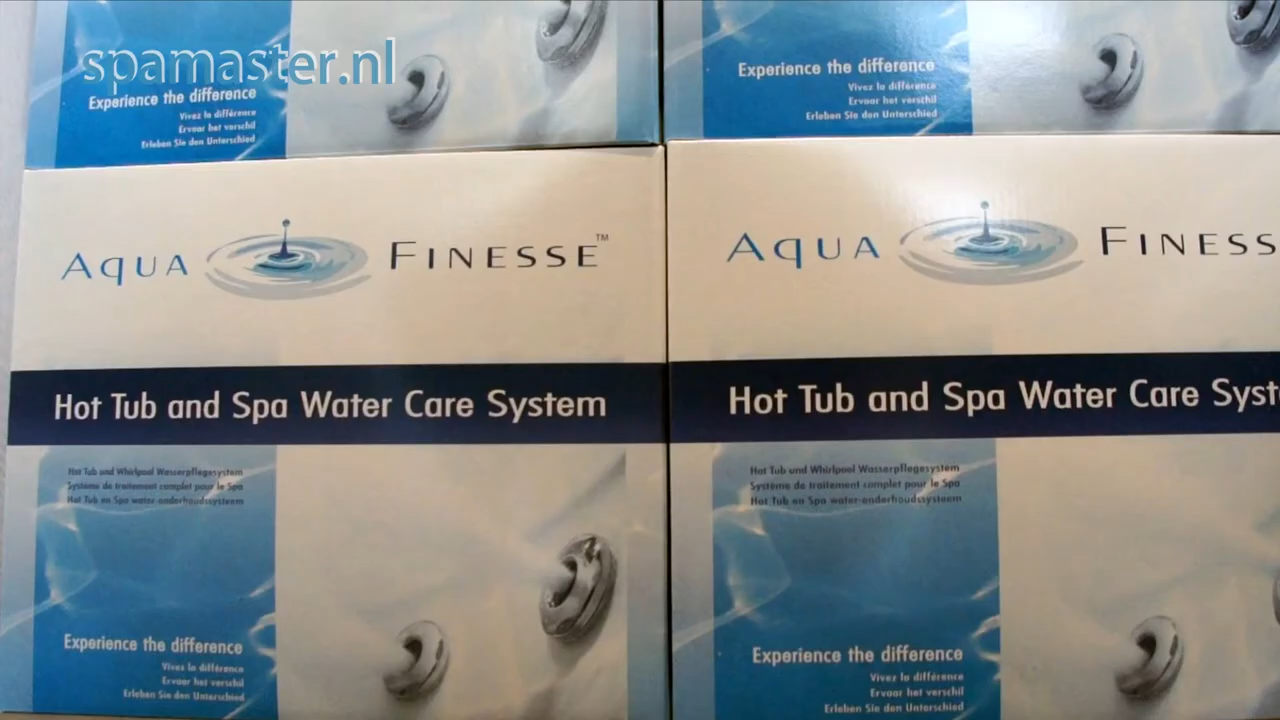 spamaster.nl
Experience the difference
Vivez la différence
Ervaar het verschil
Erleben Sie den Unterschied
Experience the difference
Vivez la différence
Ervaar het verschil
Erleben Sie den Unterschied
AQUA FINESSE™
Hot Tub and Spa Water Care System
Hot Tub und Whirlpool Wasserpflegesystem
Système de traitement complet pour le Spa
Hot Tub en Spa water-onderhoudssysteem
Experience the difference
Vivez la différence
Ervaar het verschil
Erleben Sie den Unterschied
AQUA FINESS
Hot Tub and Spa Water Care Syst
Hot Tub und Whirlpool Wasserpflegesystem
Système de traitement complet pour le Spa
Hot Tub en Spa water-onderhoudssysteem
Experience the difference
Vivez la différence
Ervaar het verschil
Erleben Sie den Unterschied